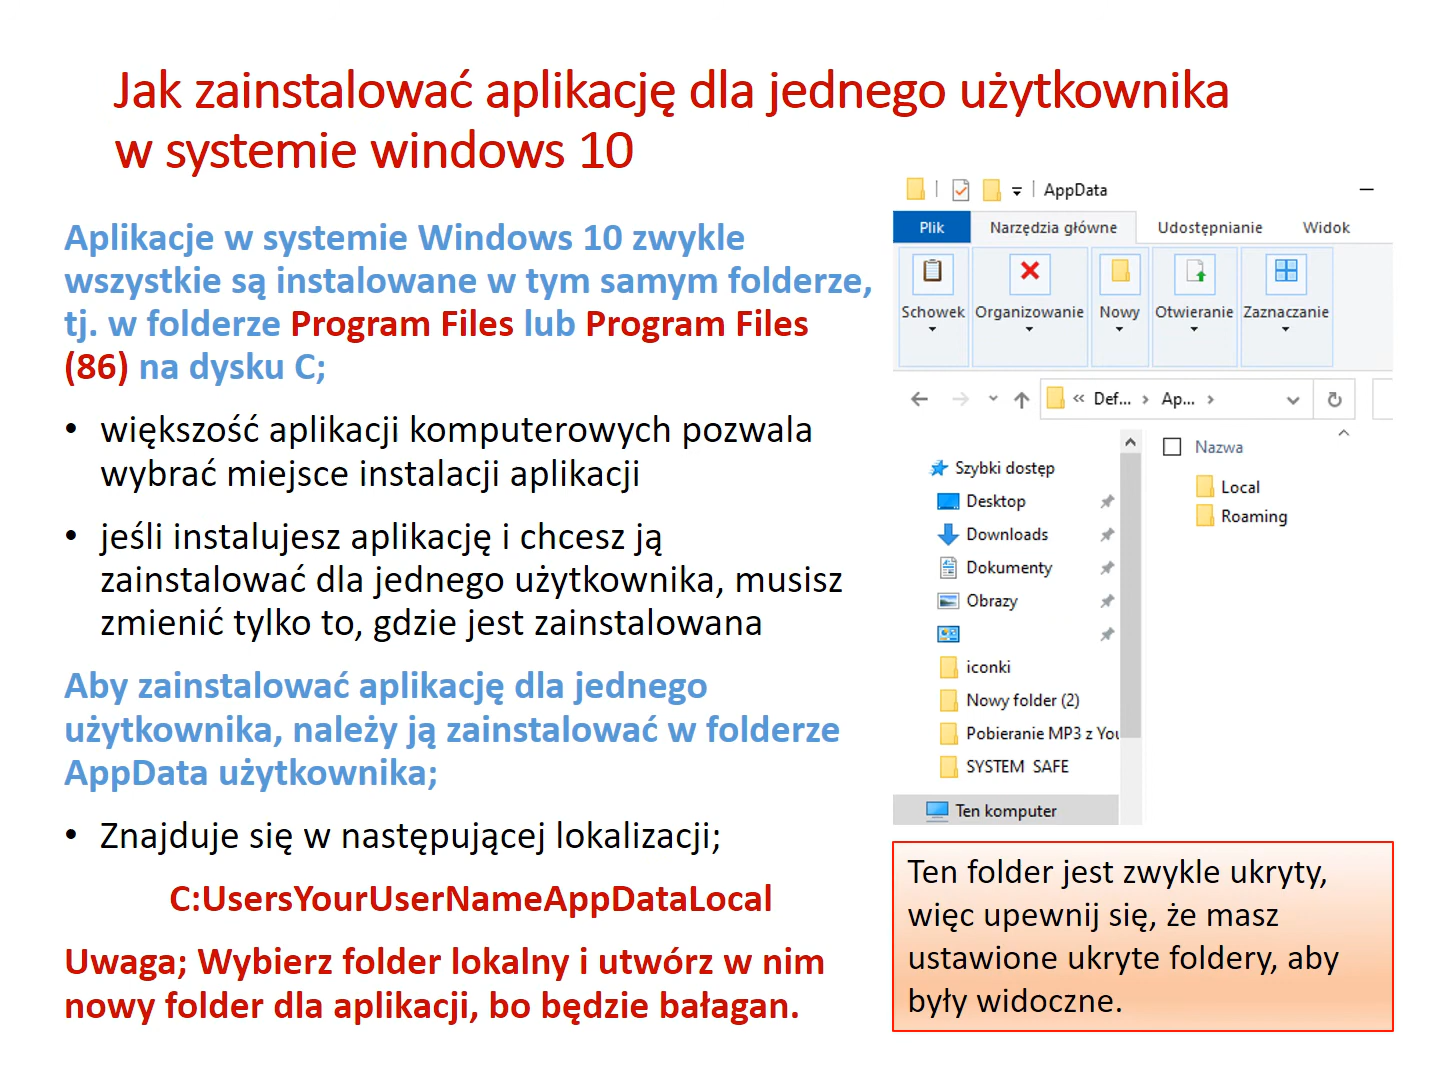 Jak zainstalować aplikację dla jednego użytkownika
w systemie windows 10
Aplikacje w systemie Windows 10 zwykle
wszystkie są instalowane w tym samym folderze,
tj. w folderze Program Files lub Program Files
(86) na dysku C;
• większość aplikacji komputerowych pozwala
wybrać miejsce instalacji aplikacji
• jeśli instalujesz aplikację i chcesz ją
zainstalować dla jednego użytkownika, musisz
zmienić tylko to, gdzie jest zainstalowana
Aby zainstalować aplikację dla jednego
użytkownika, należy ją zainstalować w folderze
AppData użytkownika;
• Znajduje się w następującej lokalizacji;
C:UsersYourUserNameAppDataLocal
Uwaga; Wybierz folder lokalny i utwórz w nim
nowy folder dla aplikacji, bo będzie bałagan.
AppData
Plik Narzędzia główne Udostępnianie Widok
Schowek Organizowanie Nowy Otwieranie Zaznaczanie
« Def... › Ap... ›
Nazwa
Szybki dostęp
Desktop
Downloads
Dokumenty
Obrazy
iconki
Nowy folder (2)
Pobieranie MP3 z You
SYSTEM SAFE
Ten komputer
Local
Roaming
Ten folder jest zwykle ukryty,
więc upewnij się, że masz
ustawione ukryte foldery, aby
były widoczne.